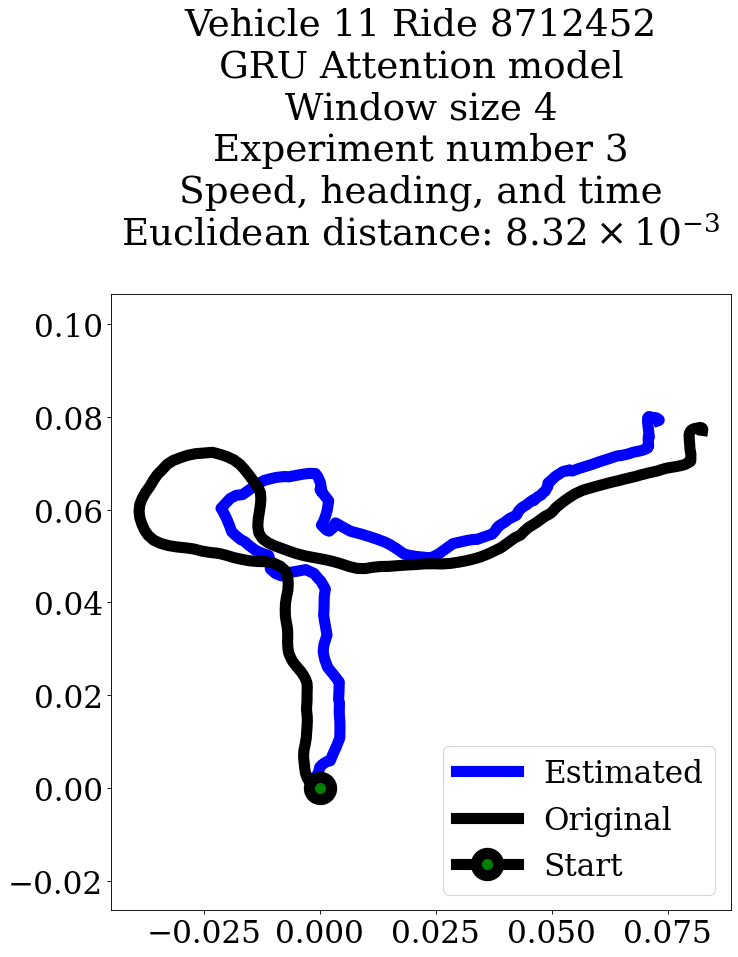 Vehicle 11 Ride 8712452
GRU Attention model
Window size 4
Experiment number 3
Speed, heading, and time
Euclidean distance: 8.32 × 10⁻³
0.10
0.08
0.06
0.04
0.02
0.00
−0.02
Estimated
Original
Start
−0.025 0.000 0.025 0.050 0.075